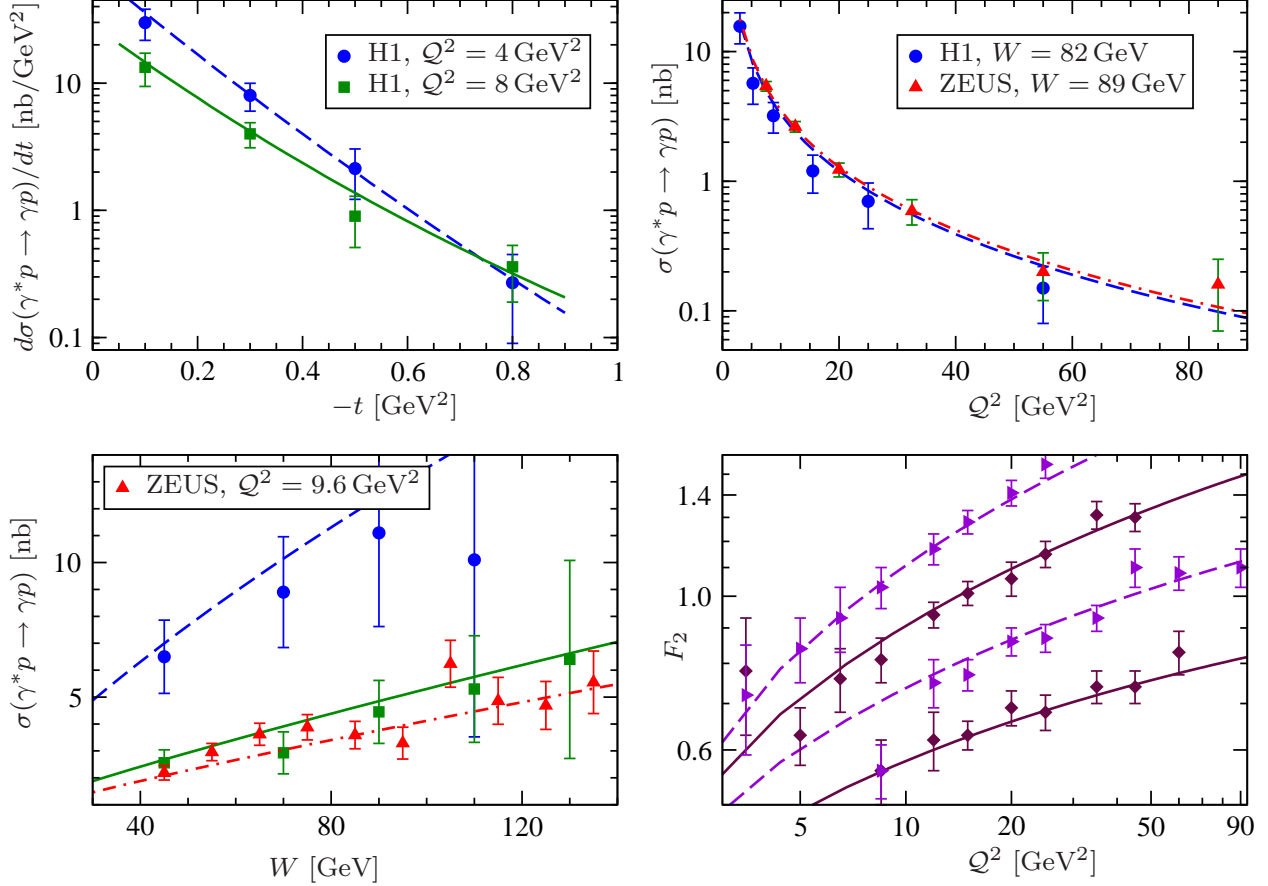 dσ(γ*p → γp)/dt [nb/GeV²]
10
1
0.1
H1, 𝒬² = 4 GeV²
H1, 𝒬² = 8 GeV²
0 0.2 0.4 0.6 0.8 1
−t [GeV²]
σ(γ*p → γp) [nb]
10
1
0.1
H1, W = 82 GeV
ZEUS, W = 89 GeV
0 20 40 60 80
𝒬² [GeV²]
σ(γ*p → γp) [nb]
10
5
ZEUS, 𝒬² = 9.6 GeV²
40 80 120
W [GeV]
F₂
1.4
1.0
0.6
5 10 20 50 90
𝒬² [GeV²]